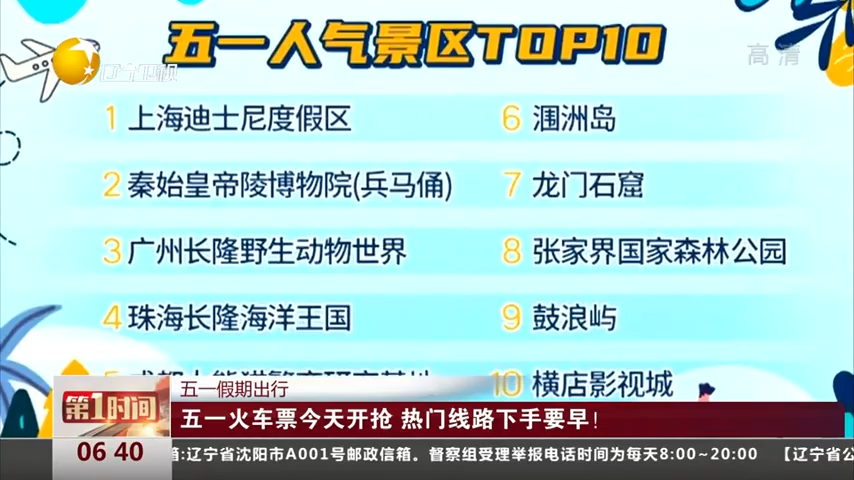 五一人气景区TOP10
辽宁卫视
高清
1 上海迪士尼度假区
2 秦始皇帝陵博物院(兵马俑)
3 广州长隆野生动物世界
4 珠海长隆海洋王国
6 涠洲岛
7 龙门石窟
8 张家界国家森林公园
9 鼓浪屿
10 横店影视城
五一假期出行
第1时间
五一火车票今天开抢 热门线路下手要早!
06 40
箱:辽宁省沈阳市A001号邮政信箱。督察组受理举报电话时间为每天8:00~20:00 【辽宁省公